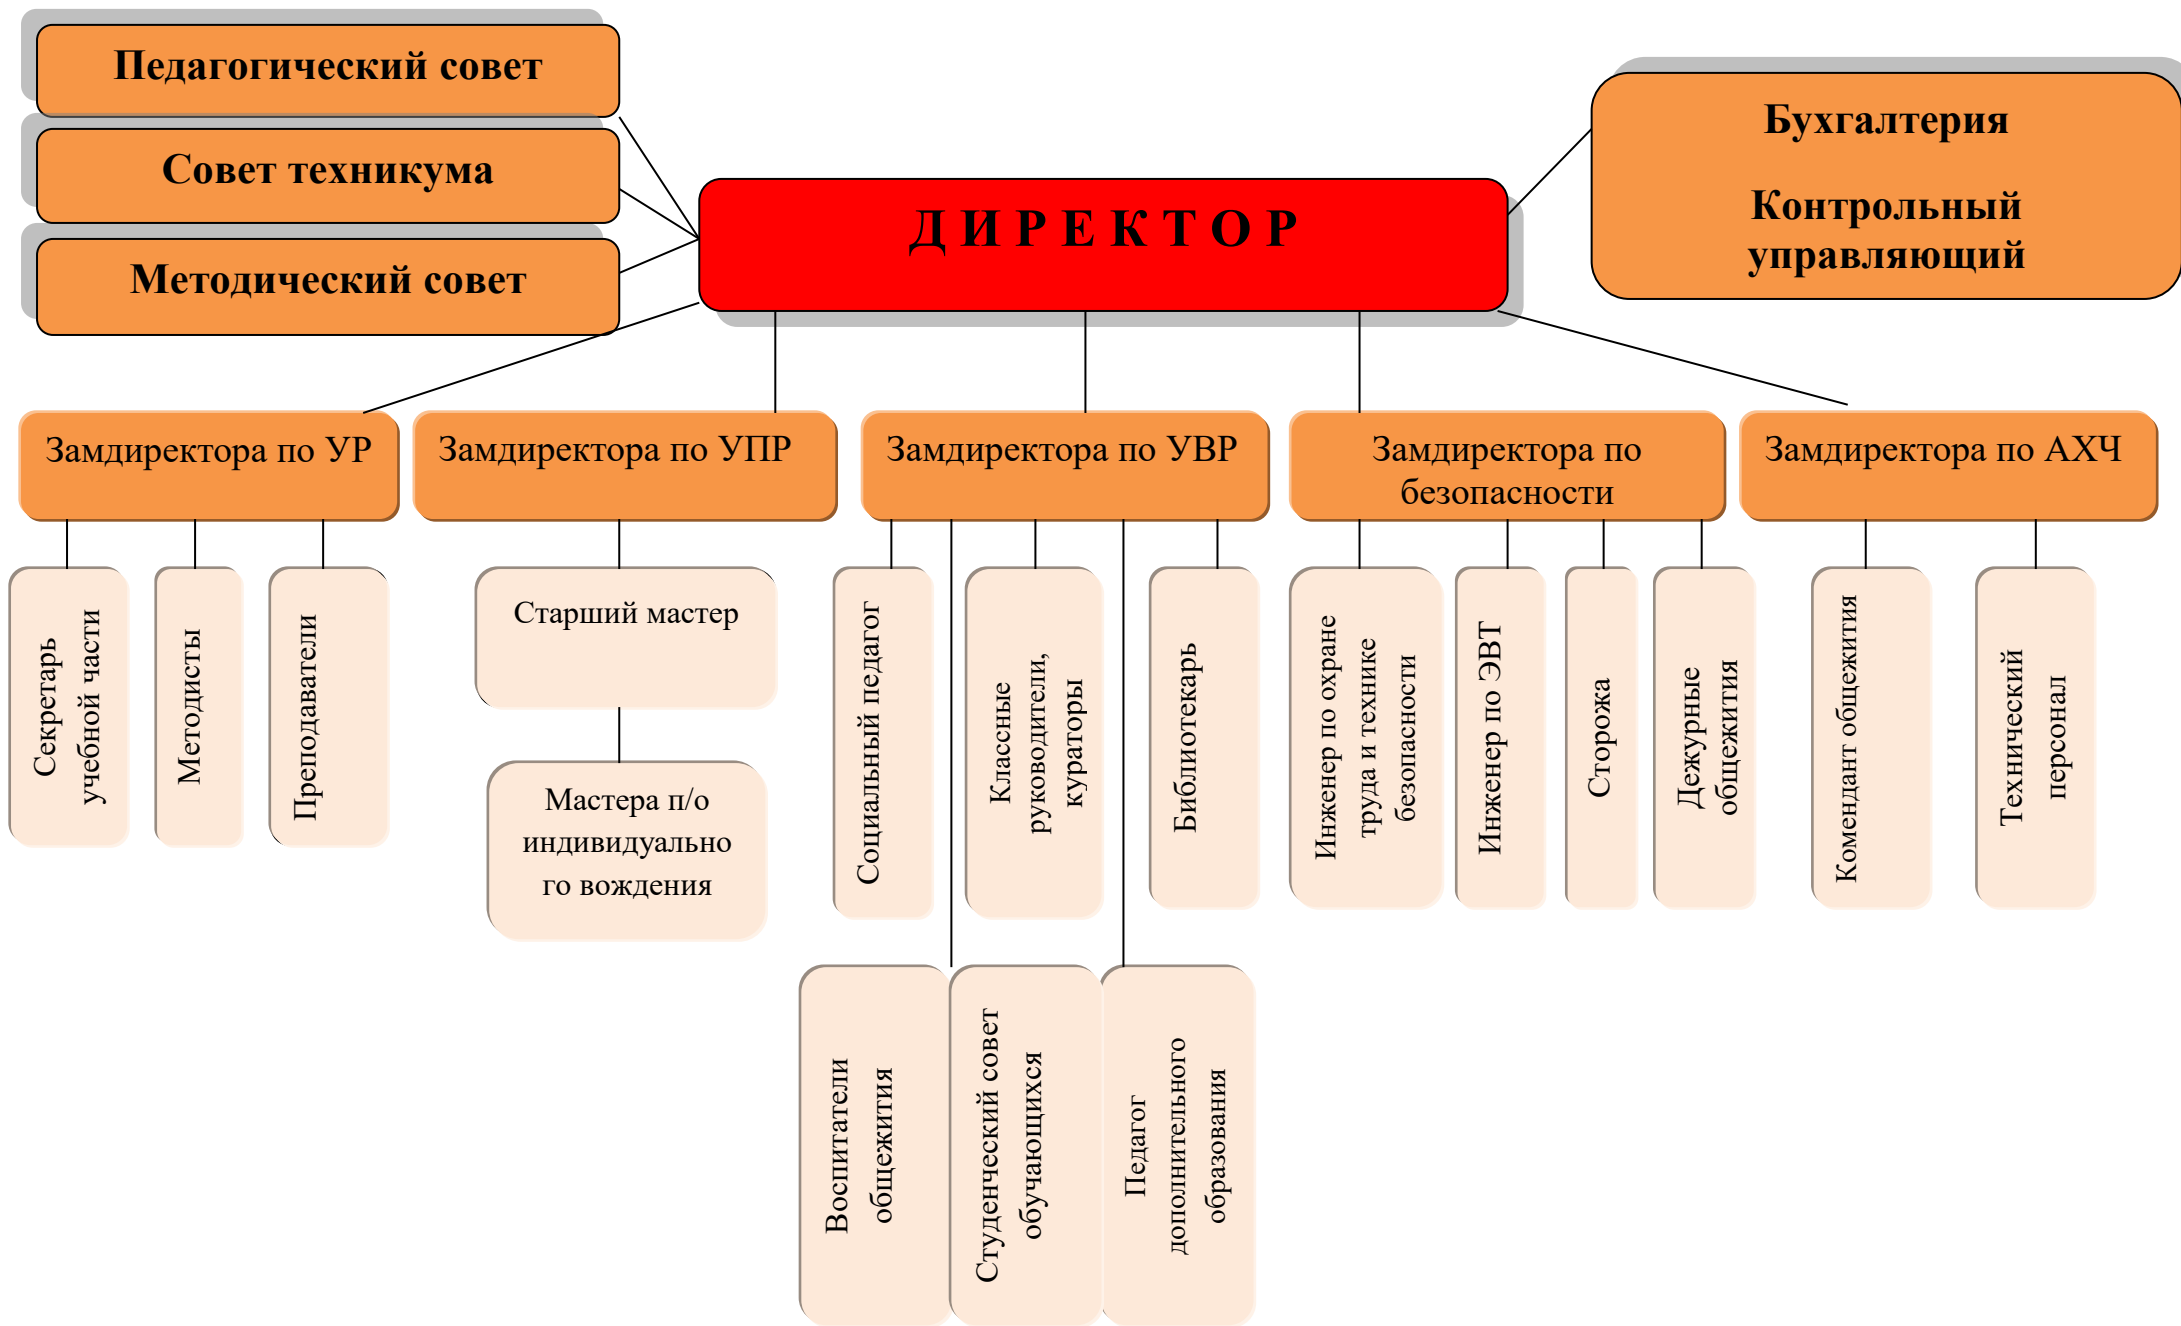 Педагогический совет
Совет техникума
Методический совет
Д И Р Е К Т О Р
Бухгалтерия
Контрольный
управляющий
Замдиректора по УР
Замдиректора по УПР
Замдиректора по УВР
Замдиректора по
безопасности
Замдиректора по АХЧ
Секретарь
учебной части
Методисты
Преподаватели
Старший мастер
Мастера п/о
индивидуально
го вождения
Социальный педагог
Классные
руководители,
кураторы
Библиотекарь
Инженер по охране
труда и технике
безопасности
Инженер по ЭВТ
Сторожа
Дежурные
общежития
Комендант общежития
Технический
персонал
Воспитатели
общежития
Студенческий совет
обучающихся
Педагог
дополнительного
образования